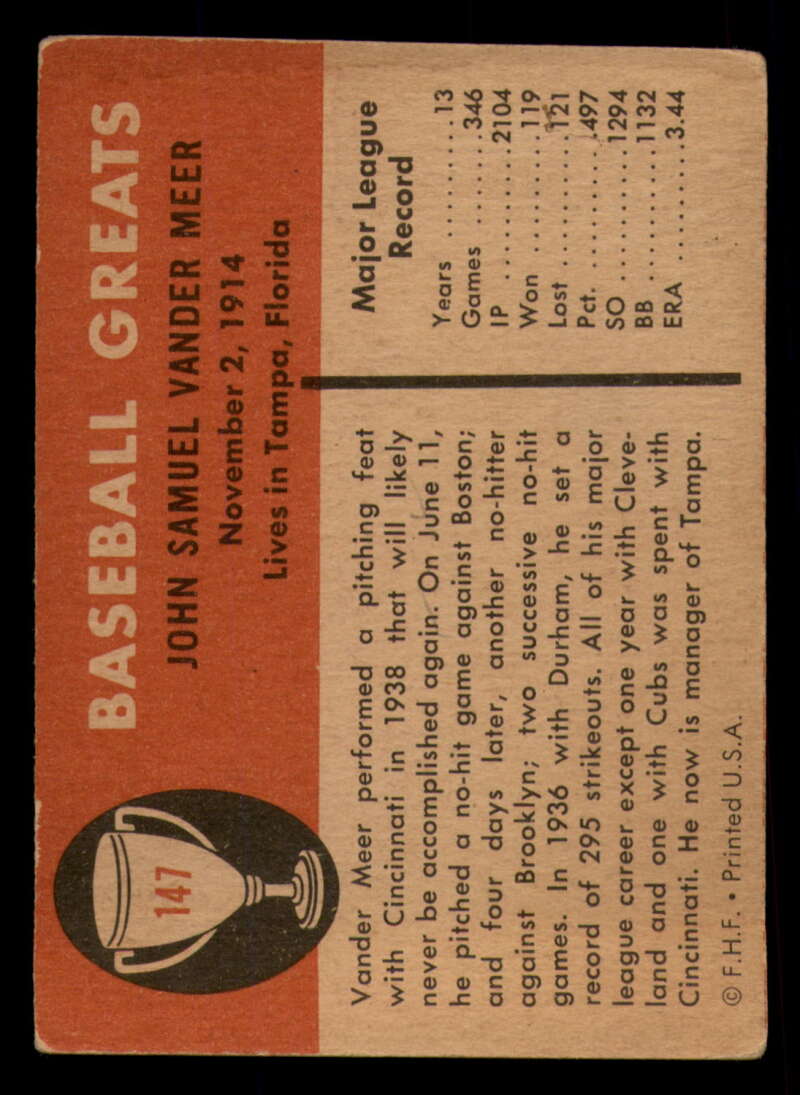 147
BASEBALL GREATS
JOHN SAMUEL VANDER MEER
November 2, 1914
Lives in Tampa, Florida
Vander Meer performed a pitching feat
with Cincinnati in 1938 that will likely
never be accomplished again. On June 11,
he pitched a no-hit game against Boston;
and four days later, another no-hitter
against Brooklyn; two successive no-hit
games. In 1936 with Durham, he set a
record of 295 strikeouts. All of his major
league career except one year with Cleve-
land and one with Cubs was spent with
Cincinnati. He now is manager of Tampa.
© F.H.F. • Printed U.S.A.
Major League
Record
Years ..........13
Games .......346
IP ...........2104
Won .........119
Lost ..........121
Pct. ..........497
SO ..........1294
BB ...........1132
ERA .........3.44